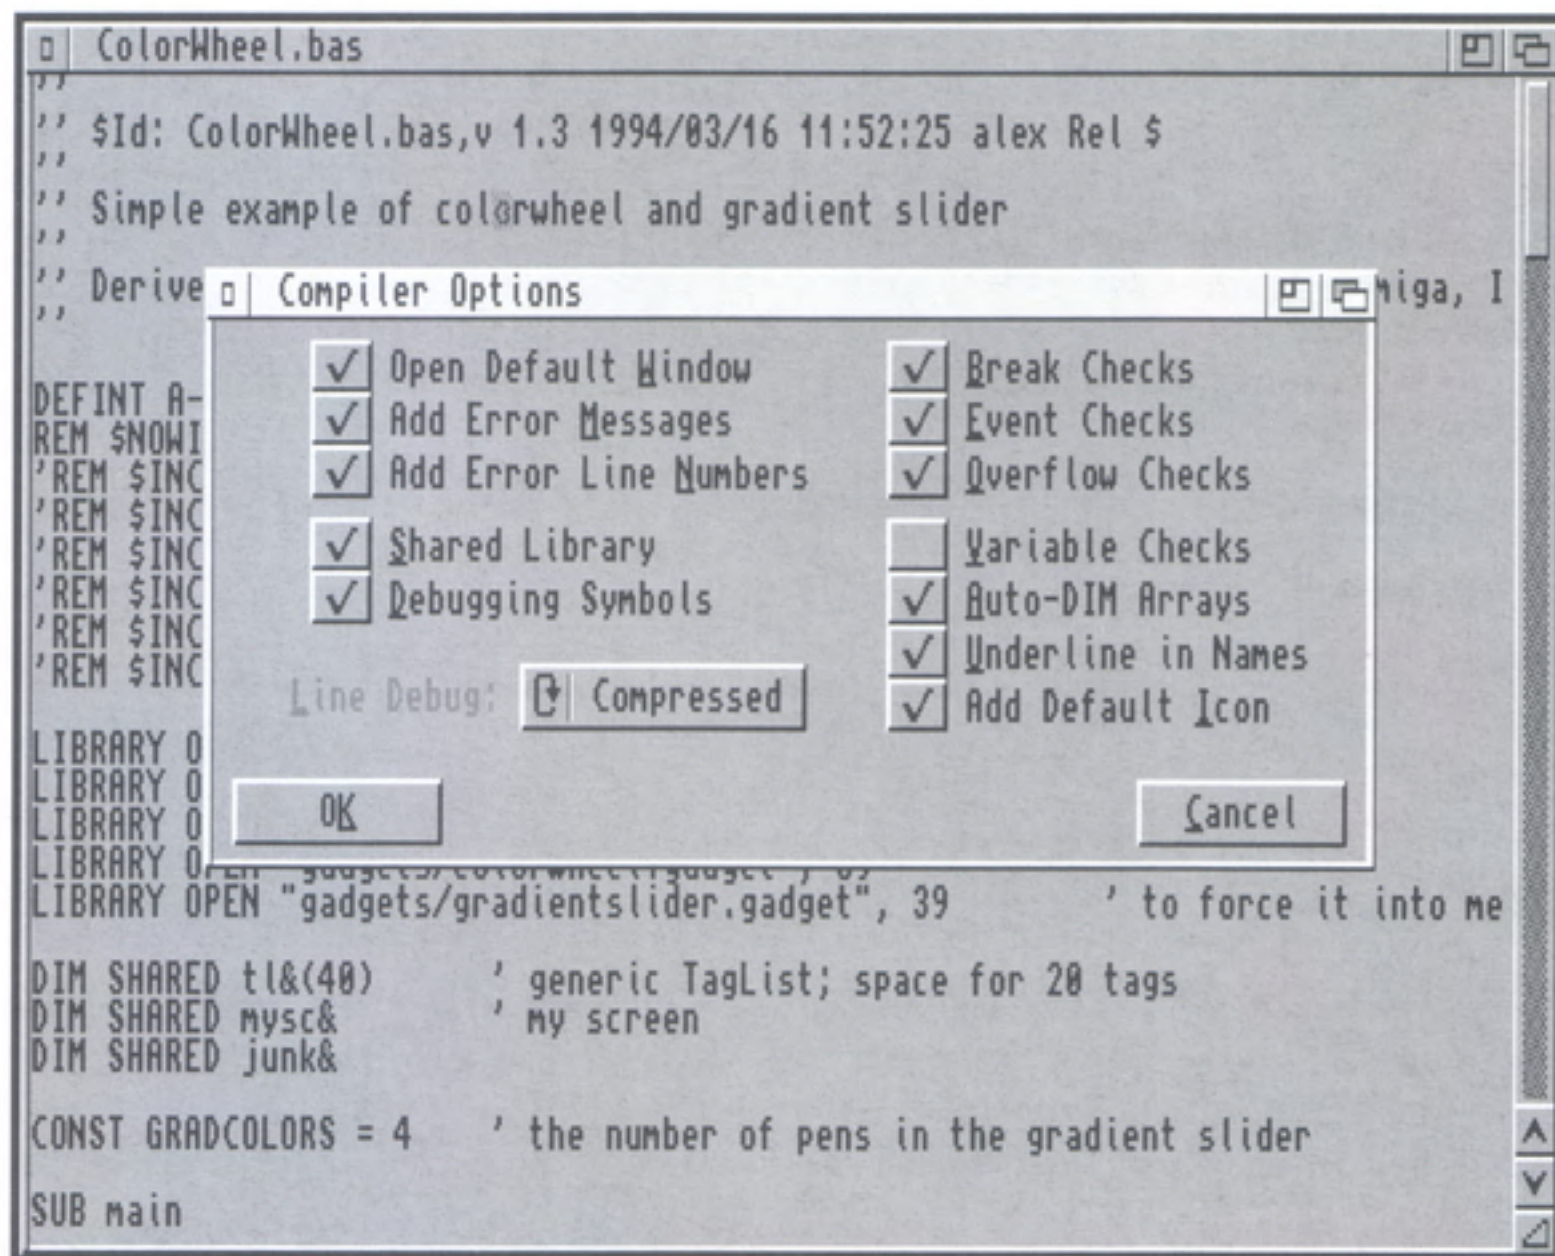 ColorWheel.bas
''
'' $Id: ColorWheel.bas,v 1.3 1994/03/16 11:52:25 alex Rel $
''
'' Simple example of colorwheel and gradient slider
''
'' Derive
miga, I
''
Compiler Options
Open Default Window
Add Error Messages
Add Error Line Numbers
Shared Library
Debugging Symbols
Line Debug: Compressed
Break Checks
Event Checks
Overflow Checks
Variable Checks
Auto-DIM Arrays
Underline in Names
Add Default Icon
OK
Cancel
DEFINT A-
REM $NOWI
'REM $INC
'REM $INC
'REM $INC
'REM $INC
'REM $INC
'REM $INC
LIBRARY O
LIBRARY O
LIBRARY O
LIBRARY OPEN "gadgets/colorwheel.gadget", 39
LIBRARY OPEN "gadgets/gradientslider.gadget", 39 ' to force it into me
DIM SHARED tl&(40) ' generic TagList; space for 20 tags
DIM SHARED mysc& ' my screen
DIM SHARED junk&
CONST GRADCOLORS = 4 ' the number of pens in the gradient slider
SUB main